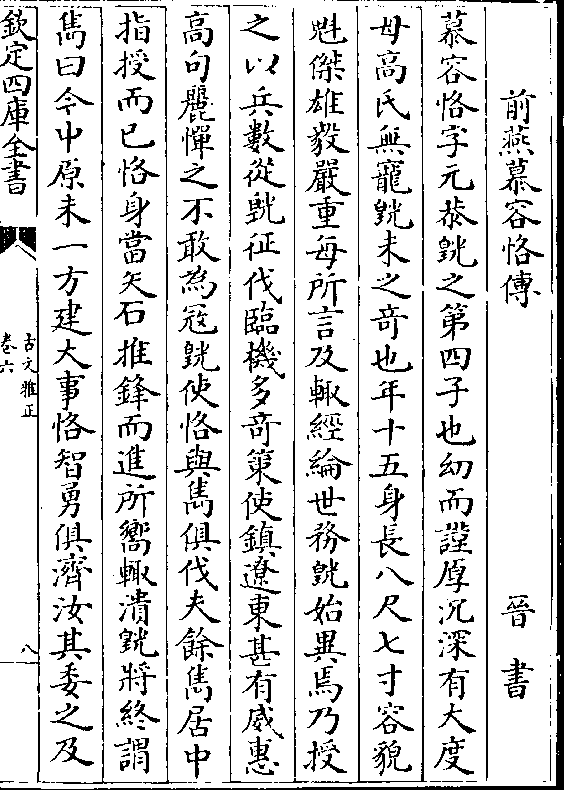 前燕慕容恪傳 晉書
慕容恪字元恭皝之第四子也幼而謹厚沉深有大度
母高氏無寵皝未之竒也年十五身長八尺七寸容貌
魁傑雄毅嚴重每所言及輒經綸世務皝始異焉乃授
之以兵數從皝征伐臨機多竒策使鎮遼東甚有威惠
高句麗憚之不敢為冦皝使恪與雋俱伐夫餘雋居中
指授而已恪身當矢石推鋒而進所嚮輒潰皝將終謂
雋曰今中原未一方建大事恪智勇俱濟汝其委之及
欽定四庫全書
古文雅正
卷六
八